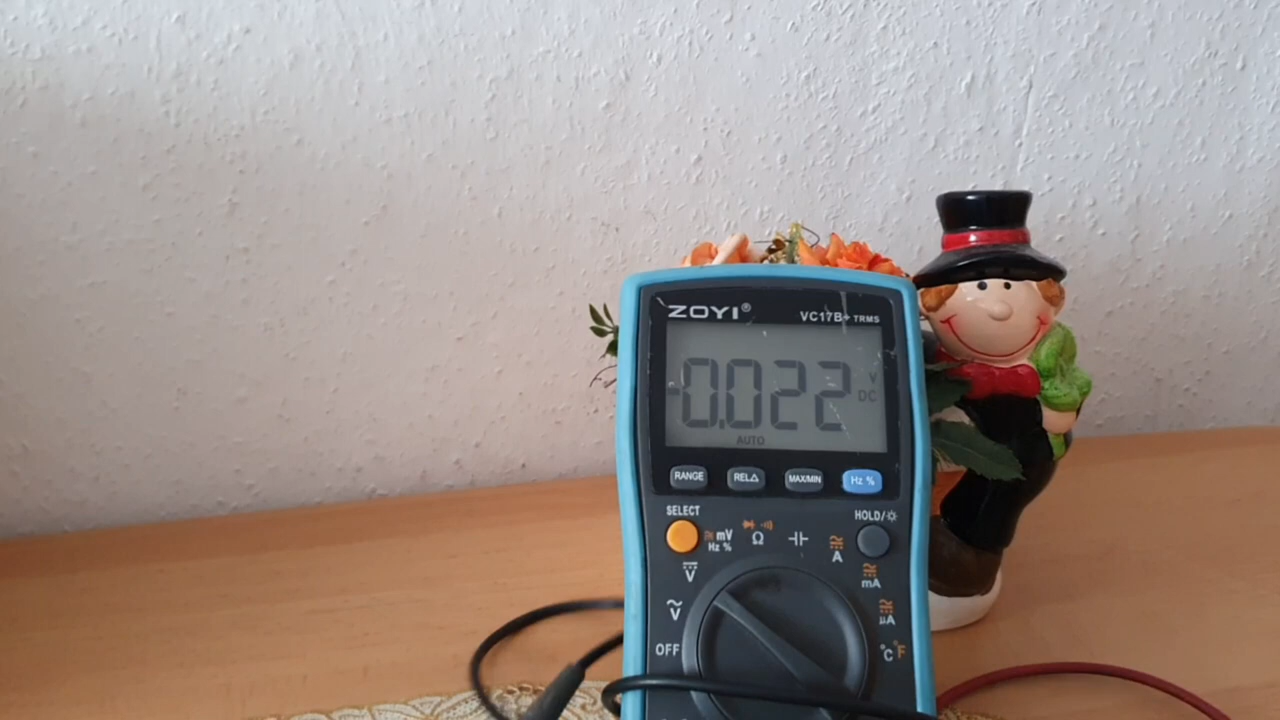 ZOYI®
VC17B+ TRMS
-0.022 V DC
AUTO
RANGE REL△ MAX/MIN Hz %
SELECT
HOLD/☼
mV
Hz %
Ω
A
V
mA
V
μA
OFF
°C °F